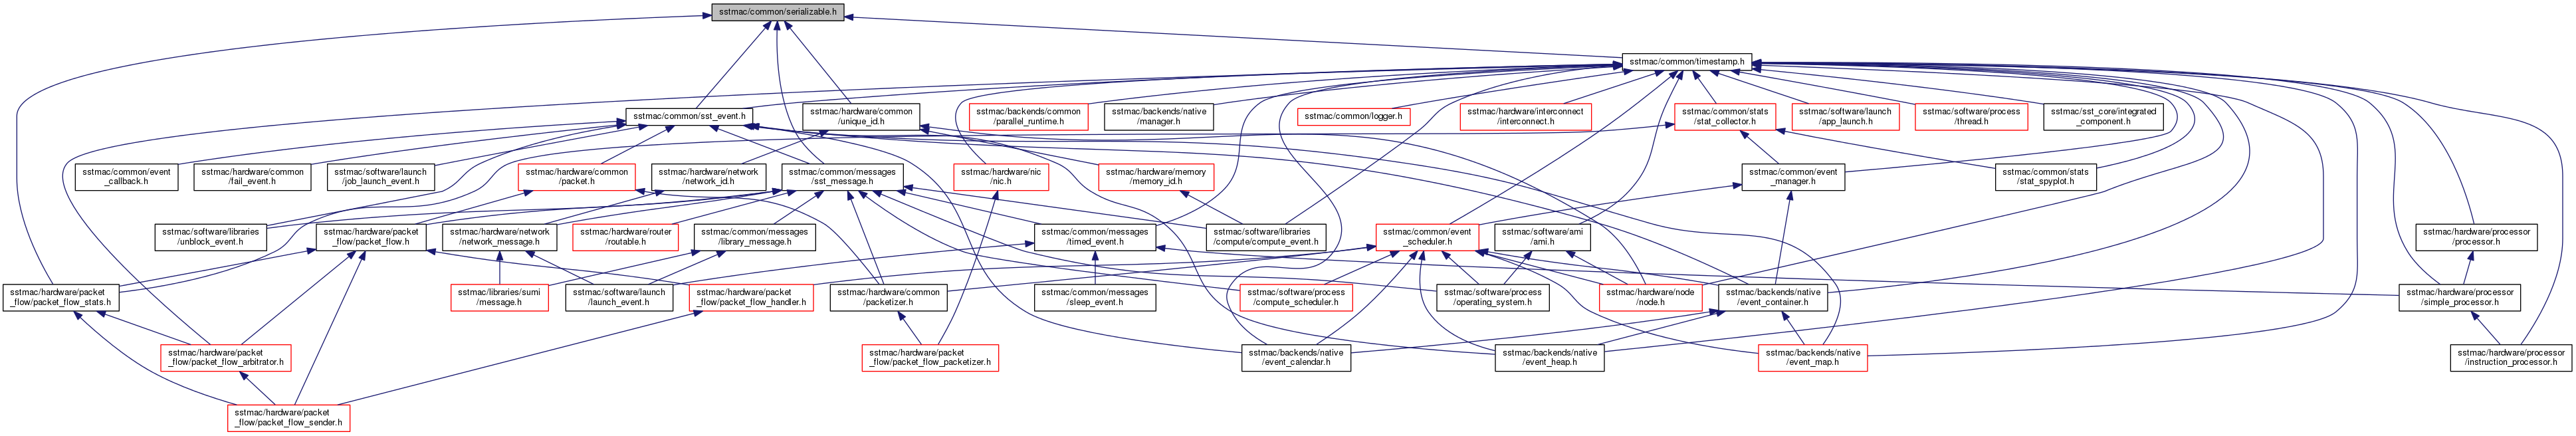 sstmac/common/serializable.h
sstmac/common/timestamp.h
sstmac/common/sst_event.h
sstmac/hardware/common
/unique_id.h
sstmac/backends/common
/parallel_runtime.h
sstmac/backends/native
/manager.h
sstmac/common/logger.h
sstmac/hardware/interconnect
/interconnect.h
sstmac/common/stats
/stat_collector.h
sstmac/software/launch
/app_launch.h
sstmac/software/process
/thread.h
sstmac/sst_core/integrated
_component.h
sstmac/common/event
_callback.h
sstmac/hardware/common
/fail_event.h
sstmac/software/launch
/job_launch_event.h
sstmac/hardware/common
/packet.h
sstmac/hardware/network
/network_id.h
sstmac/common/messages
/sst_message.h
sstmac/hardware/nic
/nic.h
sstmac/hardware/memory
/memory_id.h
sstmac/common/event
_manager.h
sstmac/common/stats
/stat_spyplot.h
sstmac/software/libraries
/unblock_event.h
sstmac/hardware/packet
_flow/packet_flow.h
sstmac/hardware/network
/network_message.h
sstmac/hardware/router
/routable.h
sstmac/common/messages
/library_message.h
sstmac/common/messages
/timed_event.h
sstmac/software/libraries
/compute/compute_event.h
sstmac/common/event
_scheduler.h
sstmac/software/ami
/ami.h
sstmac/hardware/processor
/processor.h
sstmac/hardware/packet
_flow/packet_flow_stats.h
sstmac/libraries/sumi
/message.h
sstmac/software/launch
/launch_event.h
sstmac/hardware/packet
_flow/packet_flow_handler.h
sstmac/hardware/common
/packetizer.h
sstmac/common/messages
/sleep_event.h
sstmac/software/process
/compute_scheduler.h
sstmac/software/process
/operating_system.h
sstmac/hardware/node
/node.h
sstmac/backends/native
/event_container.h
sstmac/hardware/processor
/simple_processor.h
sstmac/hardware/packet
_flow/packet_flow_arbitrator.h
sstmac/hardware/packet
_flow/packet_flow_packetizer.h
sstmac/backends/native
/event_calendar.h
sstmac/backends/native
/event_heap.h
sstmac/backends/native
/event_map.h
sstmac/hardware/processor
/instruction_processor.h
sstmac/hardware/packet
_flow/packet_flow_sender.h